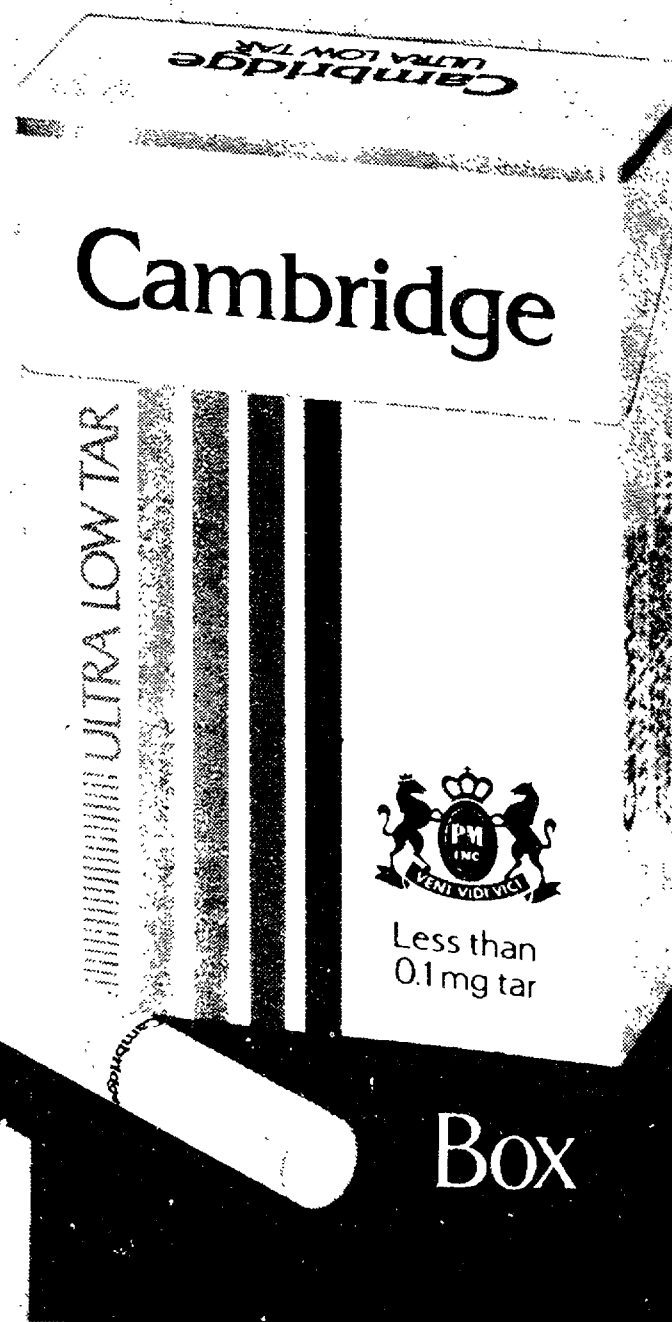 Cambridge
ULTRA LOW TAR
Cambridge
ULTRA LOW TAR
PM
INC
VENI VIDI VICI
Less than
0.1 mg tar
Cambridge
Box